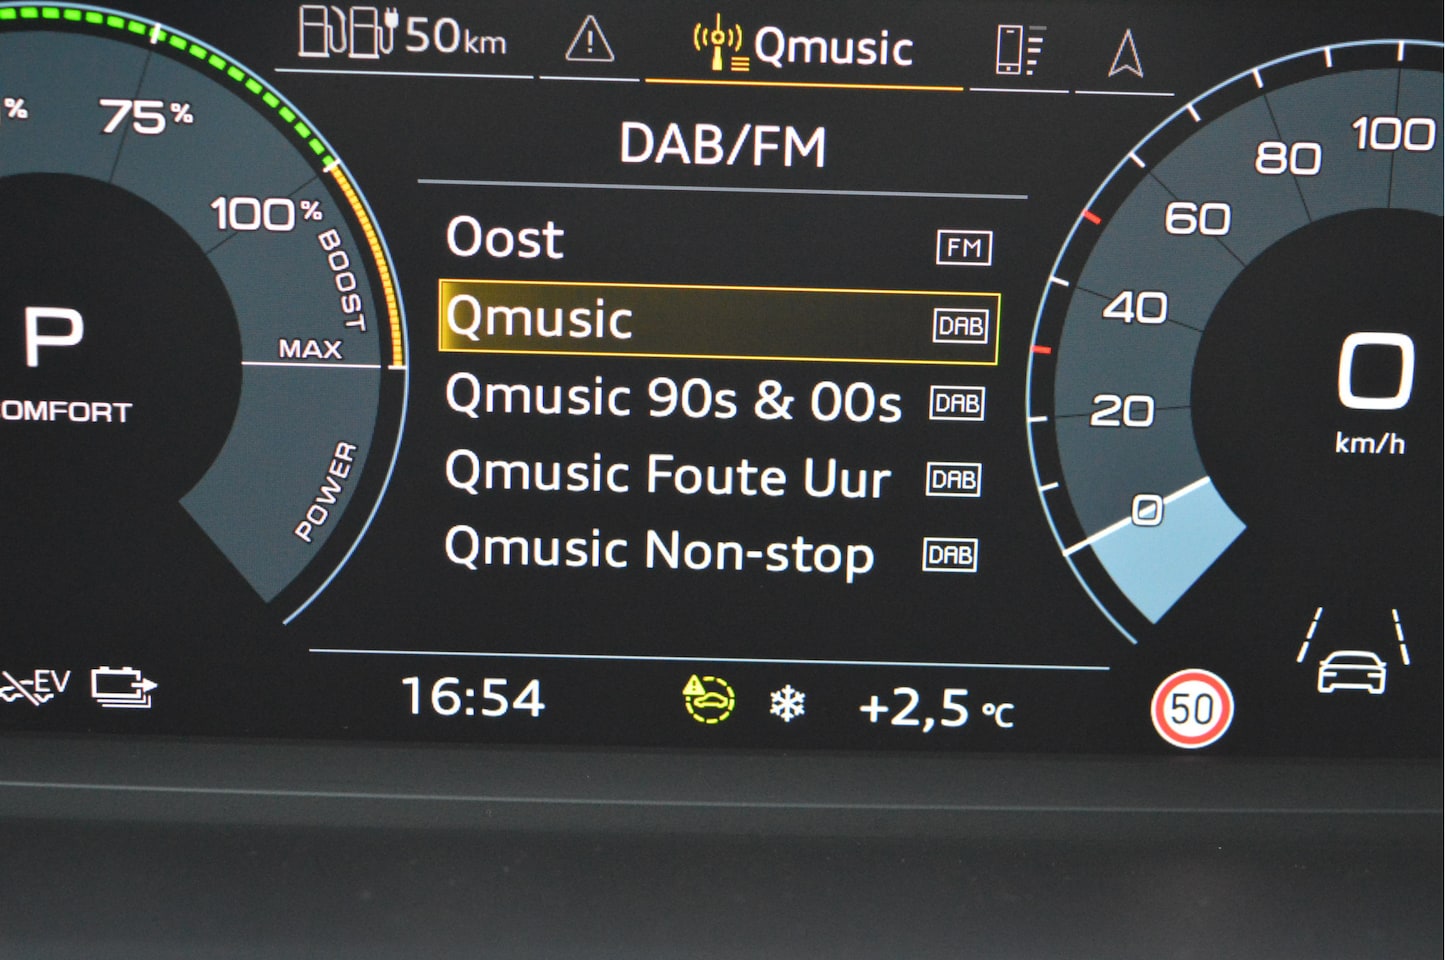 50 km
Qmusic
DAB/FM
Oost FM
Qmusic DAB
Qmusic 90s & 00s DAB
Qmusic Foute Uur DAB
Qmusic Non-stop DAB
%
75%
100%
BOOST
MAX
POWER
P
OMFORT
EV
16:54
+2,5 °C
50
100
80
60
40
20
0
0
km/h